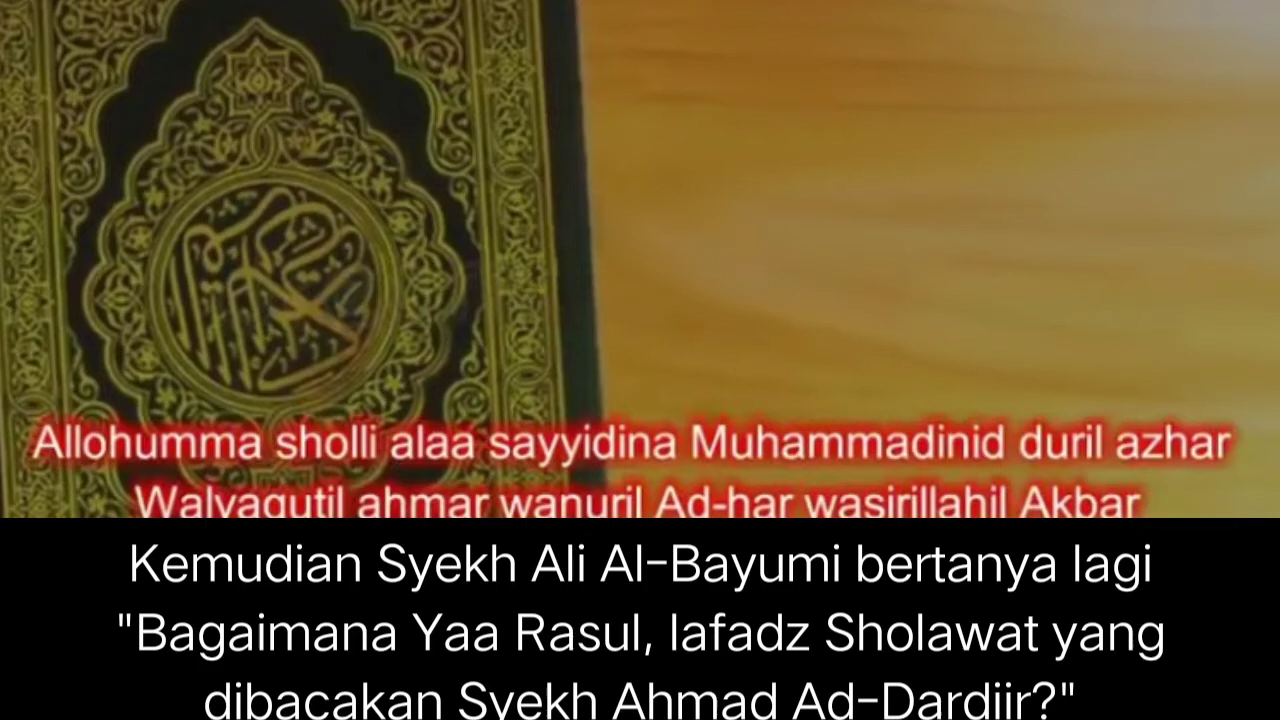 Allohumma sholli alaa sayyidina Muhammadinid duril azhar
Walyaqutil ahmar wanuril Ad-har wasirillahil Akbar
Kemudian Syekh Ali Al-Bayumi bertanya lagi
"Bagaimana Yaa Rasul, lafadz Sholawat yang
dibacakan Syekh Ahmad Ad-Dardiir?"